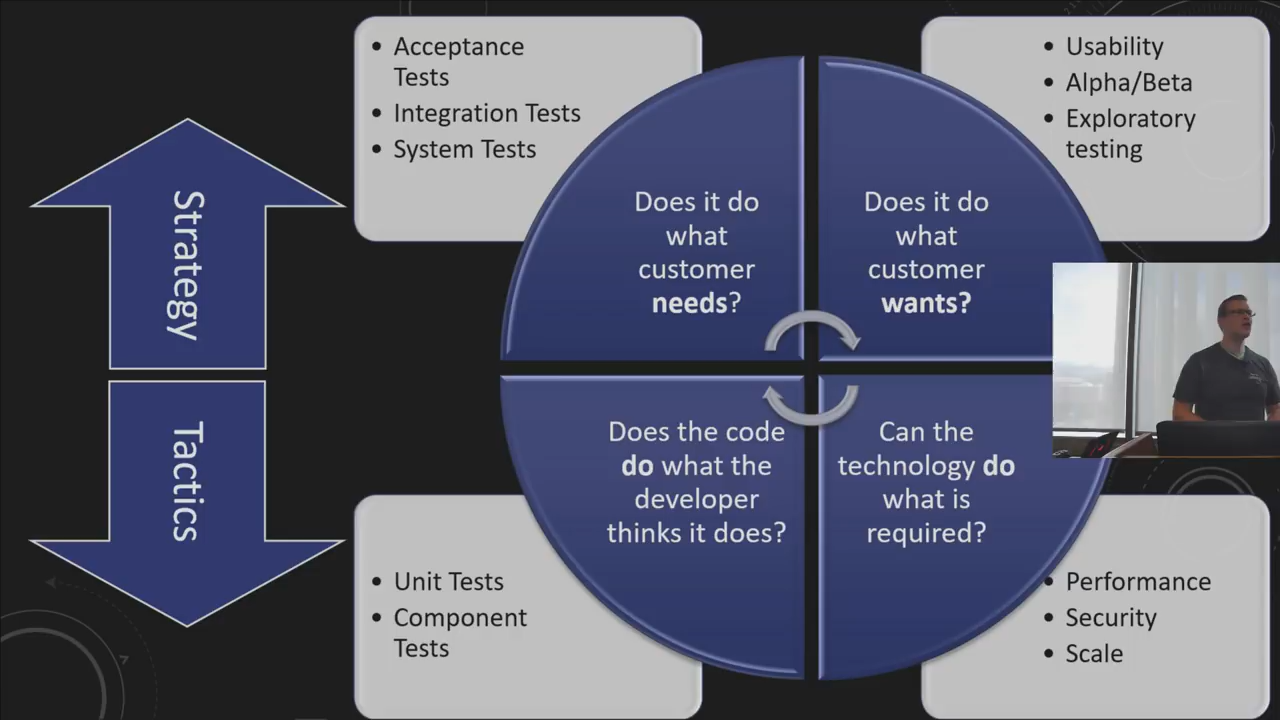 Strategy
Tactics
• Acceptance
Tests
• Integration Tests
• System Tests
• Usability
• Alpha/Beta
• Exploratory
testing
Does it do
what
customer
needs?
Does it do
what
customer
wants?
Does the code
do what the
developer
thinks it does?
Can the
technology do
what is
required?
• Unit Tests
• Component
Tests
• Performance
• Security
• Scale